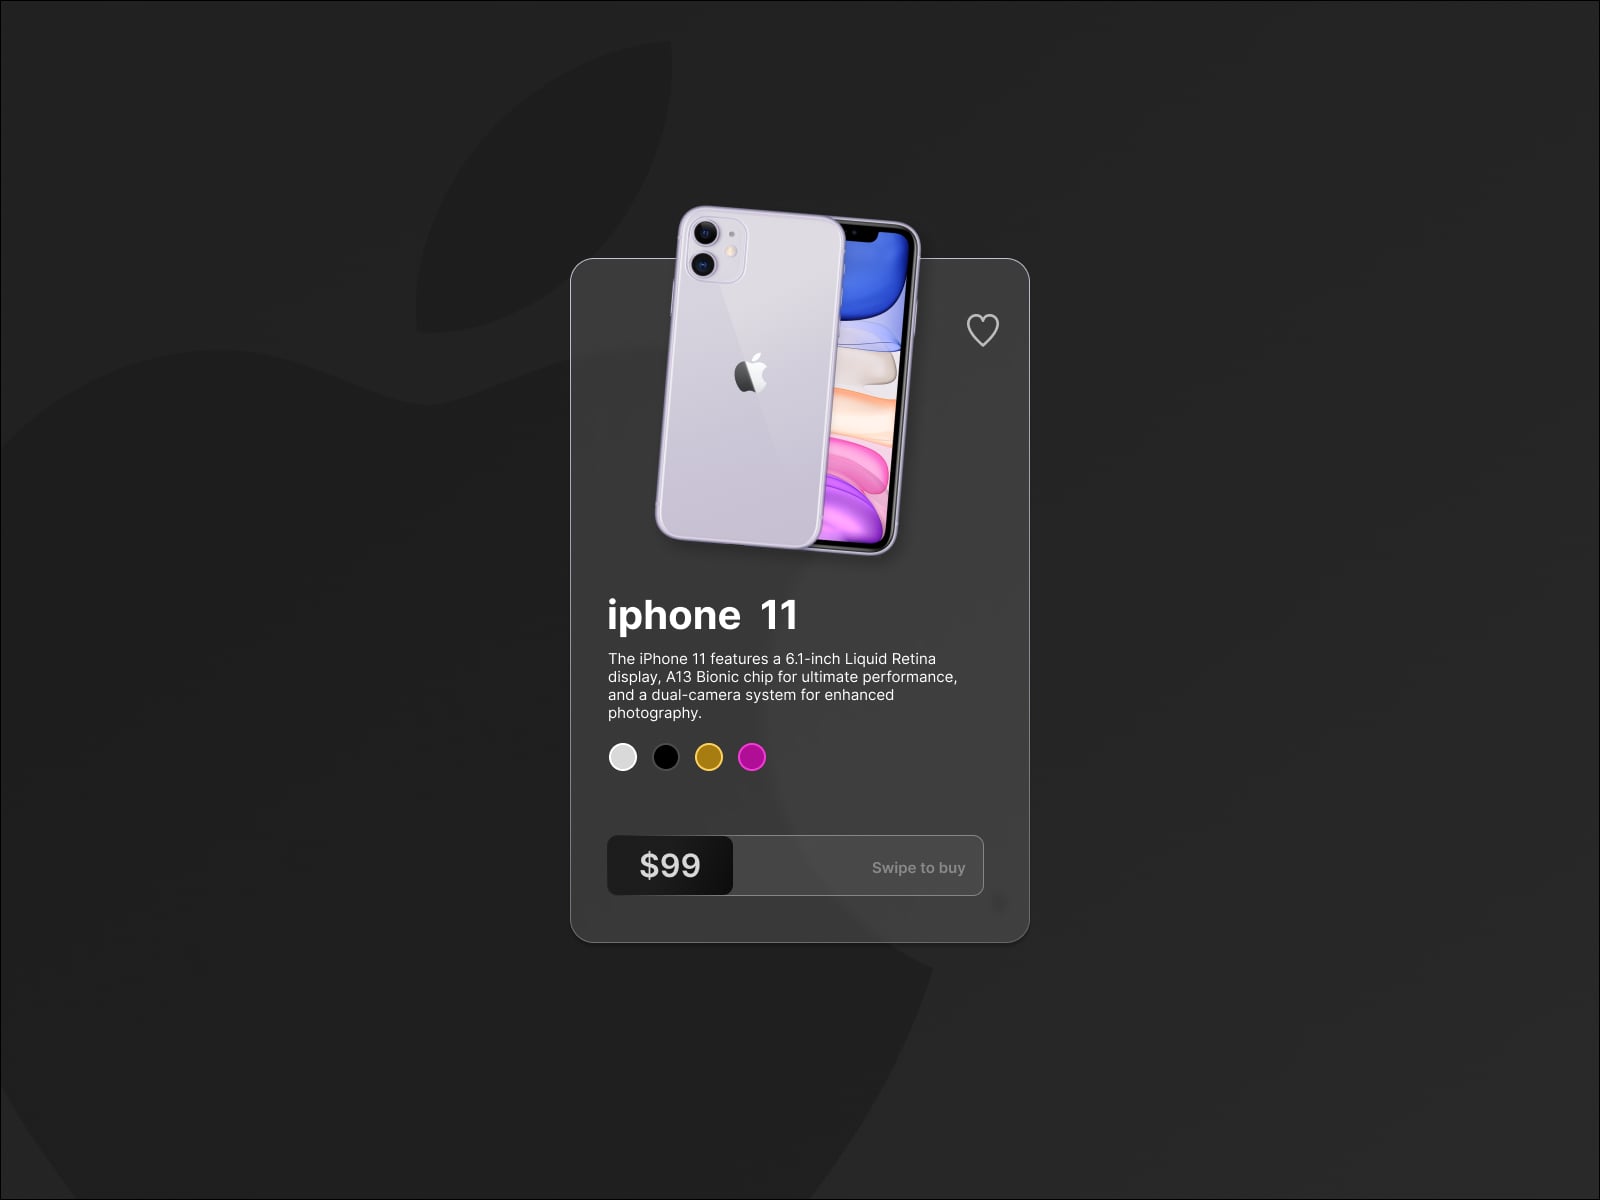 iphone 11
The iPhone 11 features a 6.1-inch Liquid Retina
display, A13 Bionic chip for ultimate performance,
and a dual-camera system for enhanced
photography.
$99
Swipe to buy